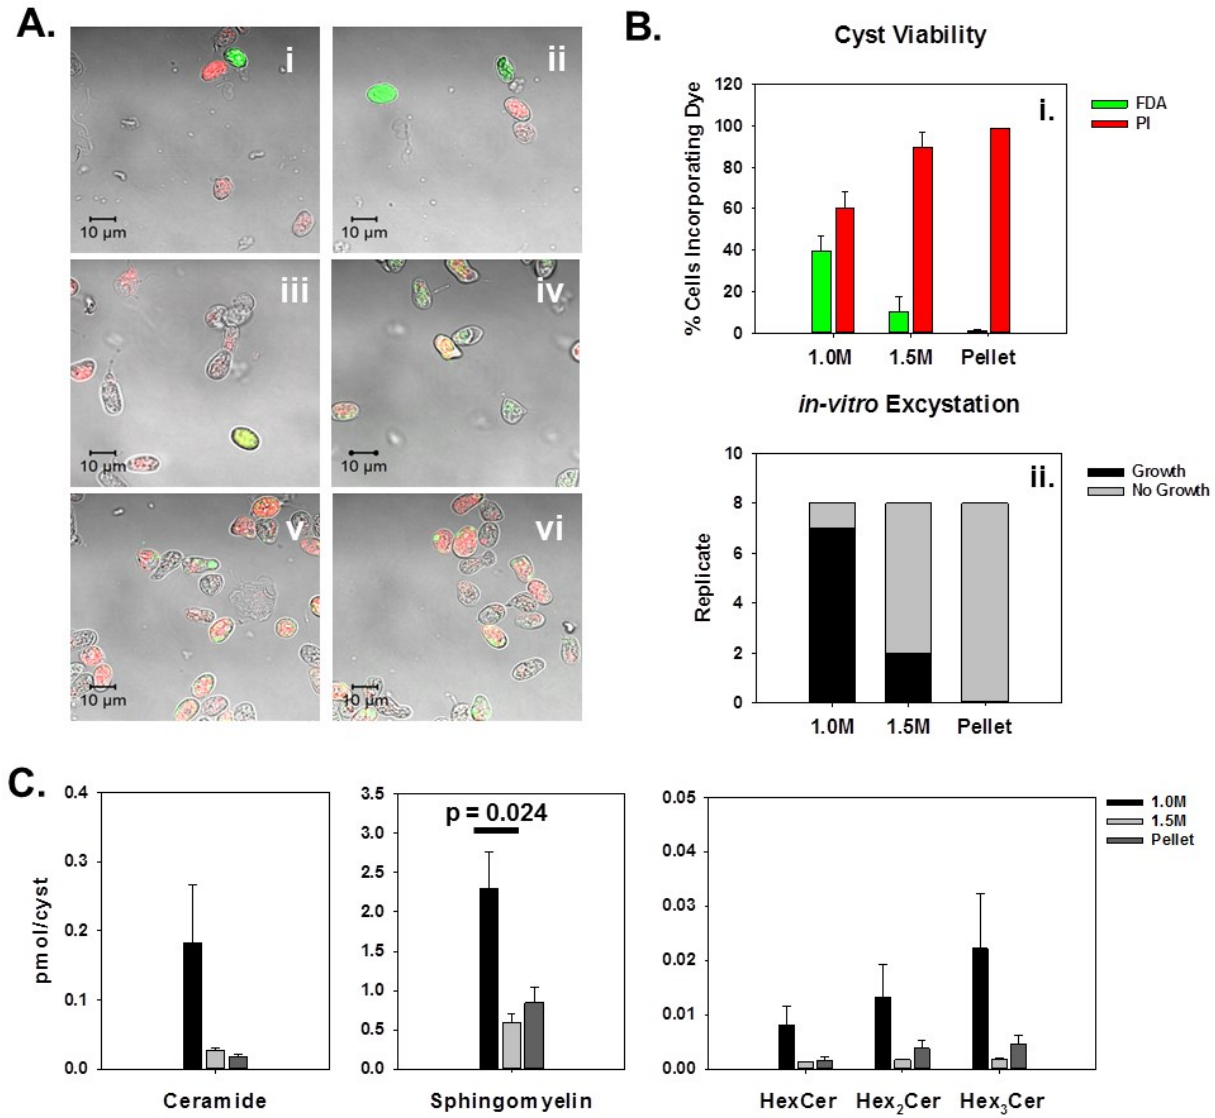 A.
i
10 µm
ii
10 µm
iii
10 µm
iv
10 µm
v
10 µm
vi
10 µm
B.
Cyst Viability
i.
% Cells Incorporating Dye
120
100
80
60
40
20
0
1.0M 1.5M Pellet
FDA
PI
in-vitro Excystation
ii.
Replicate
10
8
6
4
2
0
1.0M 1.5M Pellet
Growth
No Growth
C.
pmol/cyst
0.4
0.3
0.2
0.1
0.0
Ceramide
3.5
3.0
2.5
2.0
1.5
1.0
0.5
0.0
p = 0.024
Sphingomyelin
0.05
0.04
0.03
0.02
0.01
0.00
HexCer Hex₂Cer Hex₃Cer
1.0M
1.5M
Pellet